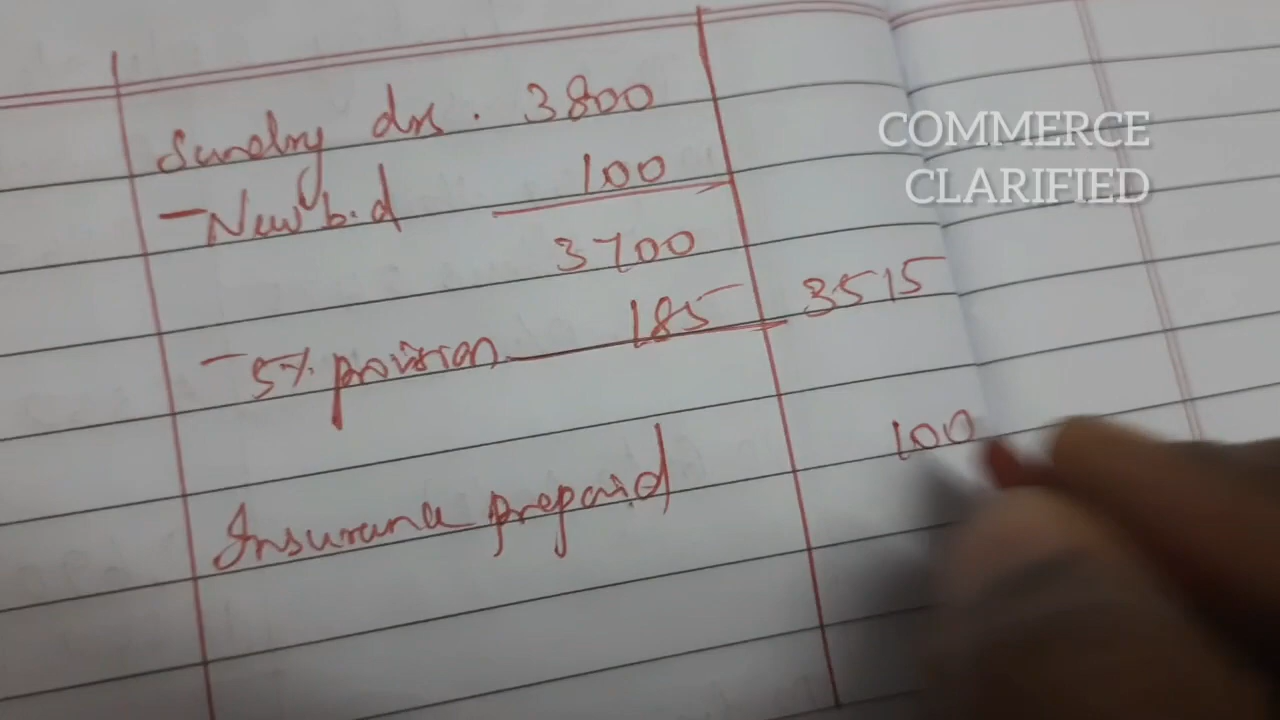 Sundry drs. 3800
- New b.d 100
3700
- 5% provision 185 3515
Insurance prepaid 100
COMMERCE
CLARIFIED